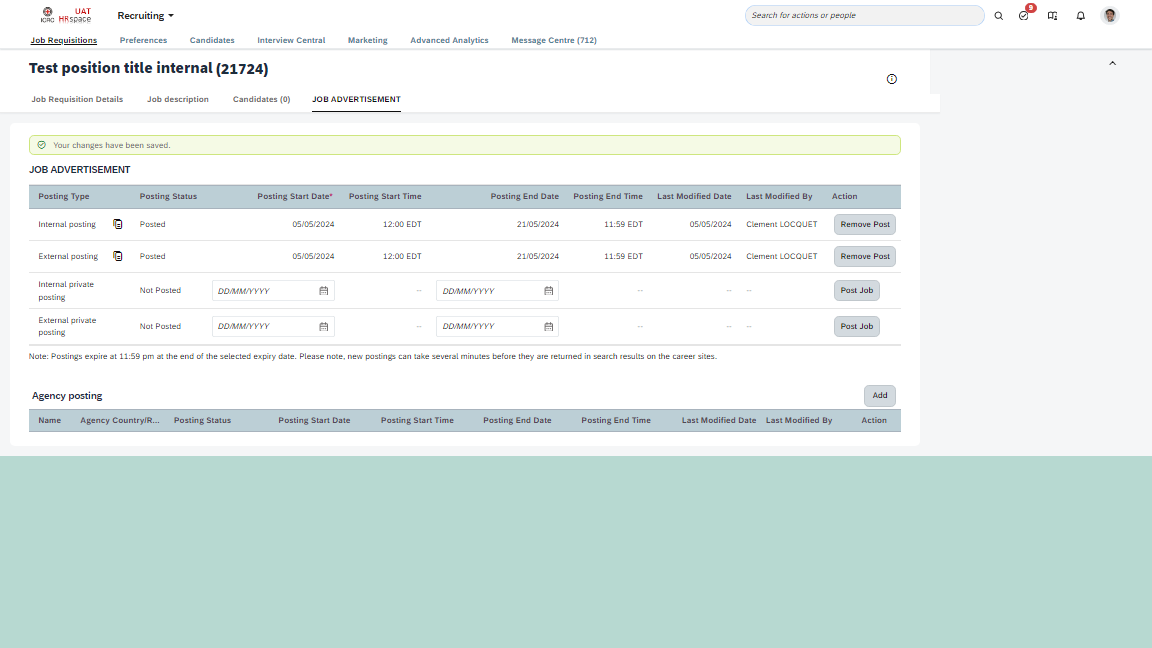 ICRC
UAT
HRspace
Recruiting
Search for actions or people
9
Job Requisitions Preferences Candidates Interview Central Marketing Advanced Analytics Message Centre (712)
Test position title internal (21724)
Job Requisition Details Job description Candidates (0) JOB ADVERTISEMENT
Your changes have been saved.
JOB ADVERTISEMENT
Posting Type Posting Status Posting Start Date* Posting Start Time Posting End Date Posting End Time Last Modified Date Last Modified By Action
Internal posting Posted 05/05/2024 12:00 EDT 21/05/2024 11:59 EDT 05/05/2024 Clement LOCQUET Remove Post
External posting Posted 05/05/2024 12:00 EDT 21/05/2024 11:59 EDT 05/05/2024 Clement LOCQUET Remove Post
Internal private
posting Not Posted DD/MM/YYYY -- DD/MM/YYYY -- -- -- Post Job
External private
posting Not Posted DD/MM/YYYY -- DD/MM/YYYY -- -- -- Post Job
Note: Postings expire at 11:59 pm at the end of the selected expiry date. Please note, new postings can take several minutes before they are returned in search results on the career sites.
Agency posting Add
Name Agency Country/R... Posting Status Posting Start Date Posting Start Time Posting End Date Posting End Time Last Modified Date Last Modified By Action